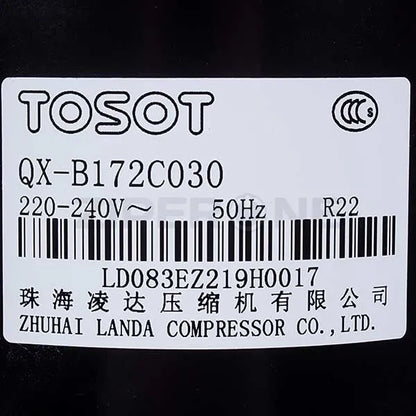 TOSOT
CCC S
QX-B172C030
220-240V~ 50Hz R22
LD083EZ219H0017
珠海凌达压缩机有限公司
ZHUHAI LANDA COMPRESSOR CO.,LTD.